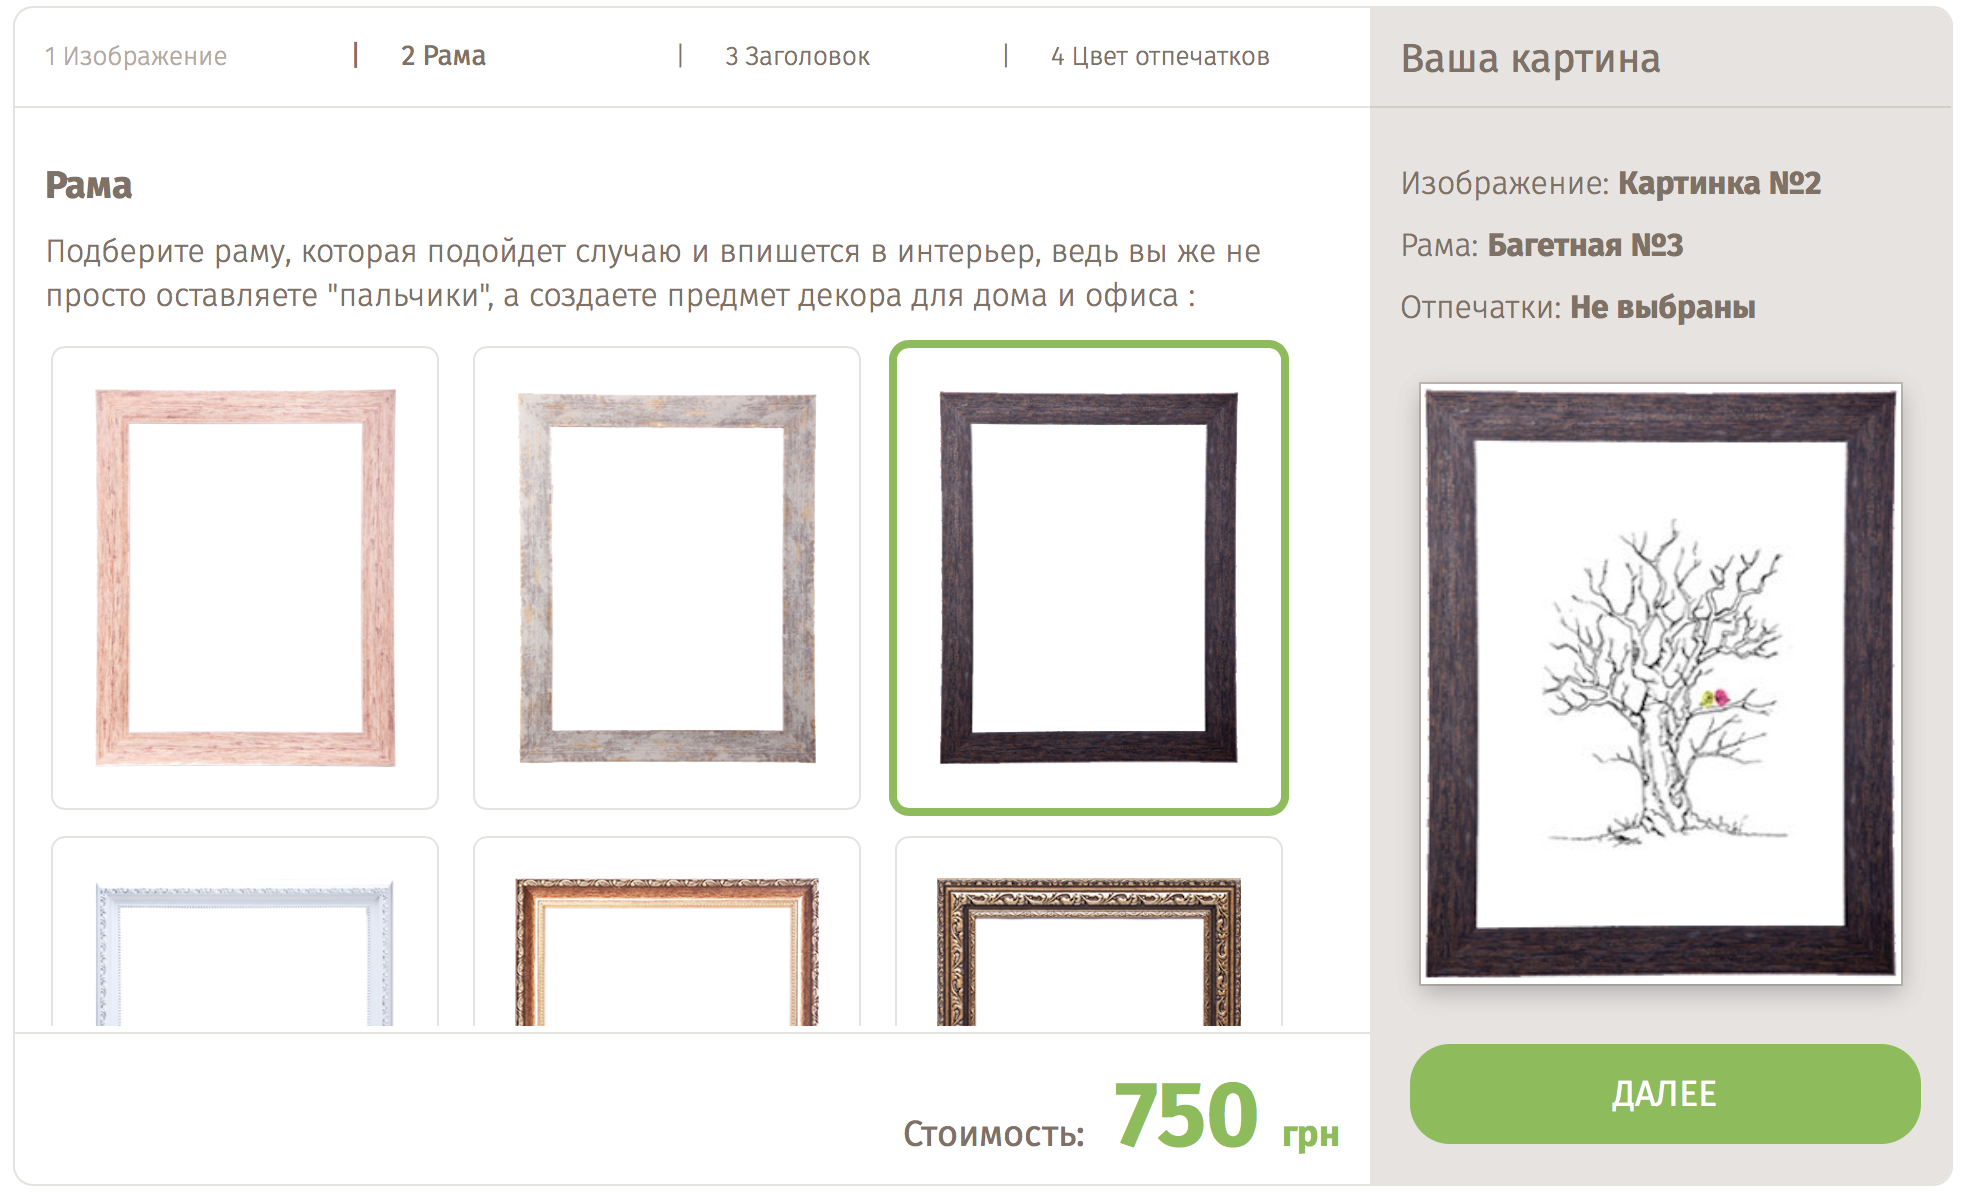 1 Изображение | 2 Рама | 3 Заголовок | 4 Цвет отпечатков
Рама
Подберите раму, которая подойдет случаю и впишется в интерьер, ведь вы же не
просто оставляете "пальчики", а создаете предмет декора для дома и офиса :
Стоимость: 750 грн
Ваша картина
Изображение: Картинка №2
Рама: Багетная №3
Отпечатки: Не выбраны
ДАЛЕЕ